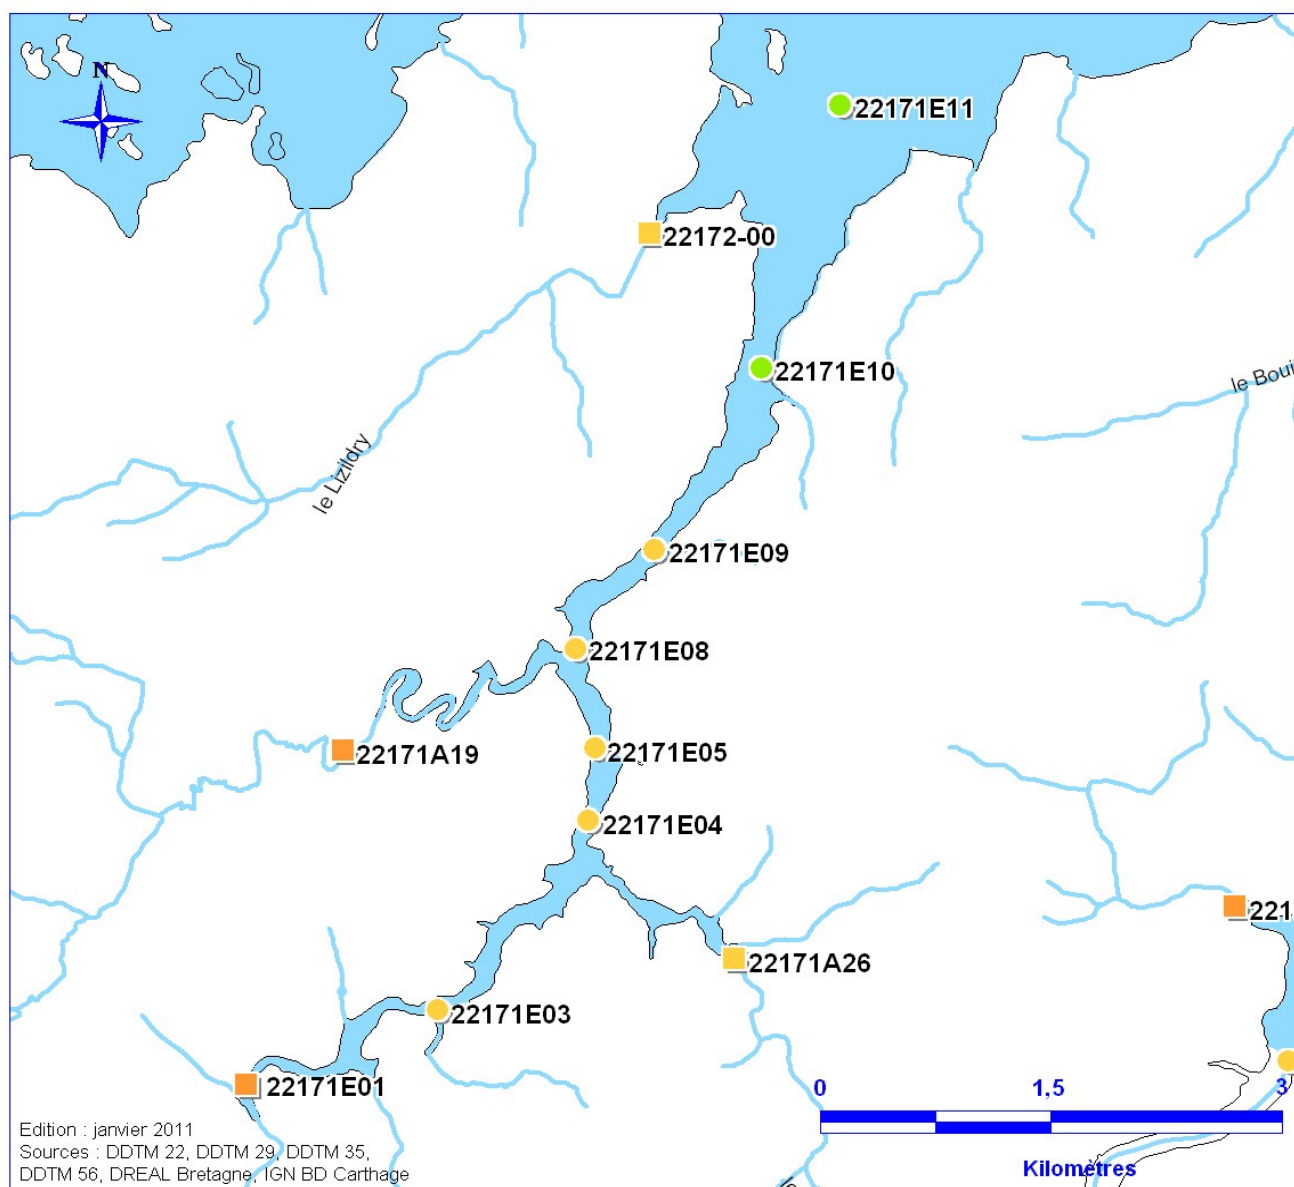 N
22171E11
22172-00
22171E10
le Boui
le Lizildry
22171E09
22171E08
22171A19
22171E05
22171E04
221
22171A26
22171E03
22171E01
0 1,5 3
Kilomètres
Edition : janvier 2011
Sources : DDTM 22, DDTM 29, DDTM 35,
DDTM 56, DREAL Bretagne, IGN BD Carthage